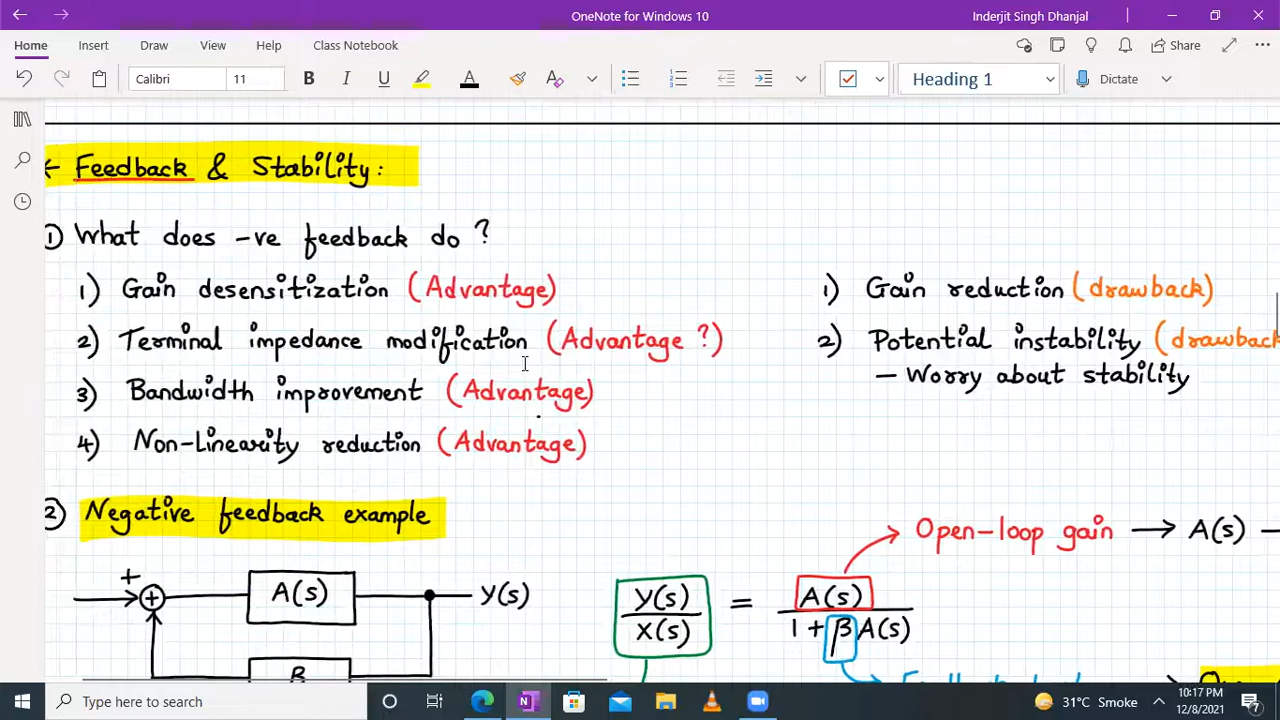 OneNote for Windows 10
Inderjit Singh Dhanjal
Home Insert Draw View Help Class Notebook
Share
Calibri 11 B I U A A Heading 1 Dictate
← Feedback & Stability:
① What does -ve feedback do ?
1) Gain desensitization (Advantage)
1) Gain reduction (drawback)
2) Terminal impedance modification (Advantage ?)
2) Potential instability (drawback
— Worry about stability
3) Bandwidth improvement (Advantage)
4) Non-Linearity reduction (Advantage)
② Negative feedback example
Open-loop gain → A(s) —
+
+ A(s) Y(s)
Y(s)/X(s) = A(s)/(1 + βA(s))
Type here to search
31°C Smoke
10:17 PM
12/8/2021
7